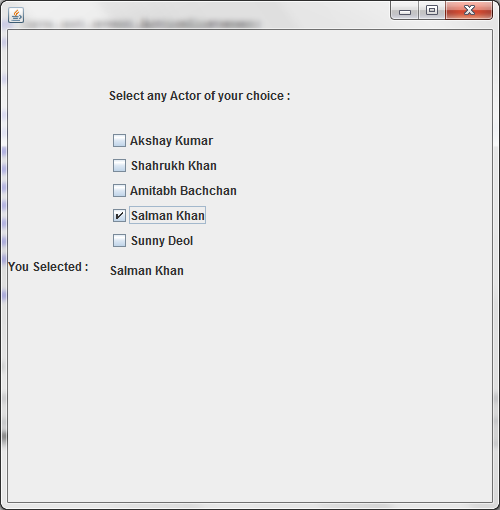 Select any Actor of your choice :
Akshay Kumar
Shahrukh Khan
Amitabh Bachchan
Salman Khan
Sunny Deol
You Selected :
Salman Khan